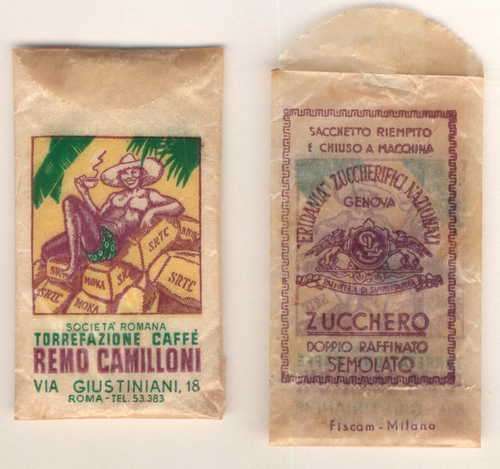 SRTC
SRTC
MOKA
SRTC
MOKA
SOCIETA' ROMANA
TORREFAZIONE CAFFÈ
REMO CAMILLONI
VIA GIUSTINIANI, 18
ROMA - TEL. 53.383
SACCHETTO RIEMPITO
E CHIUSO A MACCHINA
"ERIDANIA" ZUCCHERIFICI NAZIONALI
GENOVA
ZUCCHERO
DOPPIO RAFFINATO
SEMOLATO
Fiscam - Milano